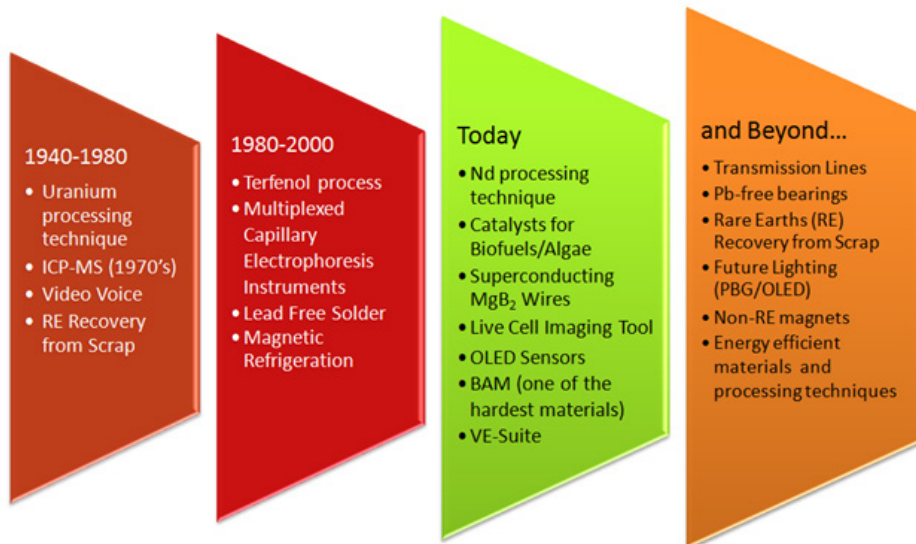 1940-1980
• Uranium
processing
technique
• ICP-MS (1970's)
• Video Voice
• RE Recovery
from Scrap
1980-2000
• Terfenol process
• Multiplexed
Capillary
Electrophoresis
Instruments
• Lead Free Solder
• Magnetic
Refrigeration
Today
• Nd processing
technique
• Catalysts for
Biofuels/Algae
• Superconducting
MgB₂ Wires
• Live Cell Imaging Tool
• OLED Sensors
• BAM (one of the
hardest materials)
• VE-Suite
and Beyond...
• Transmission Lines
• Pb-free bearings
• Rare Earths (RE)
Recovery from Scrap
• Future Lighting
(PBG/OLED)
• Non-RE magnets
• Energy efficient
materials and
processing techniques